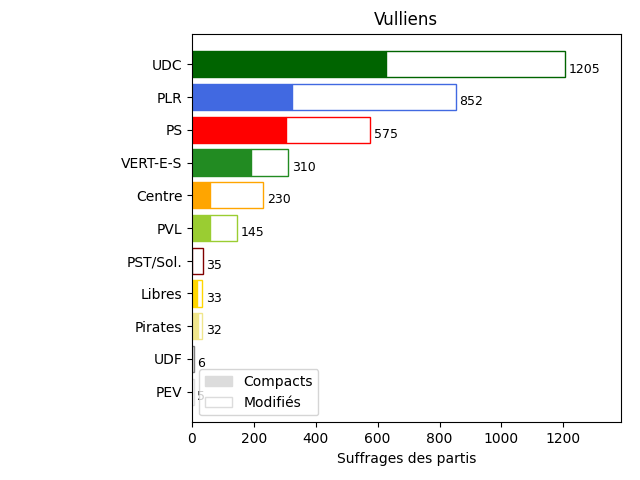 Vulliens
UDC 1205
PLR 852
PS 575
VERT-E-S 310
Centre 230
PVL 145
PST/Sol. 35
Libres 33
Pirates 32
UDF 6
PEV 5
Compacts
Modifiés
0 200 400 600 800 1000 1200
Suffrages des partis